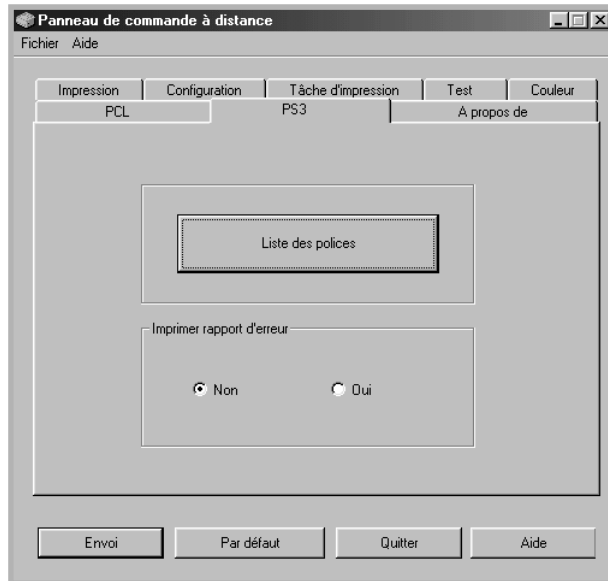 Panneau de commande à distance
Fichier Aide
Impression Configuration Tâche d'impression Test Couleur
PCL PS3 A propos de
Liste des polices
Imprimer rapport d'erreur
Non Oui
Envoi Par défaut Quitter Aide